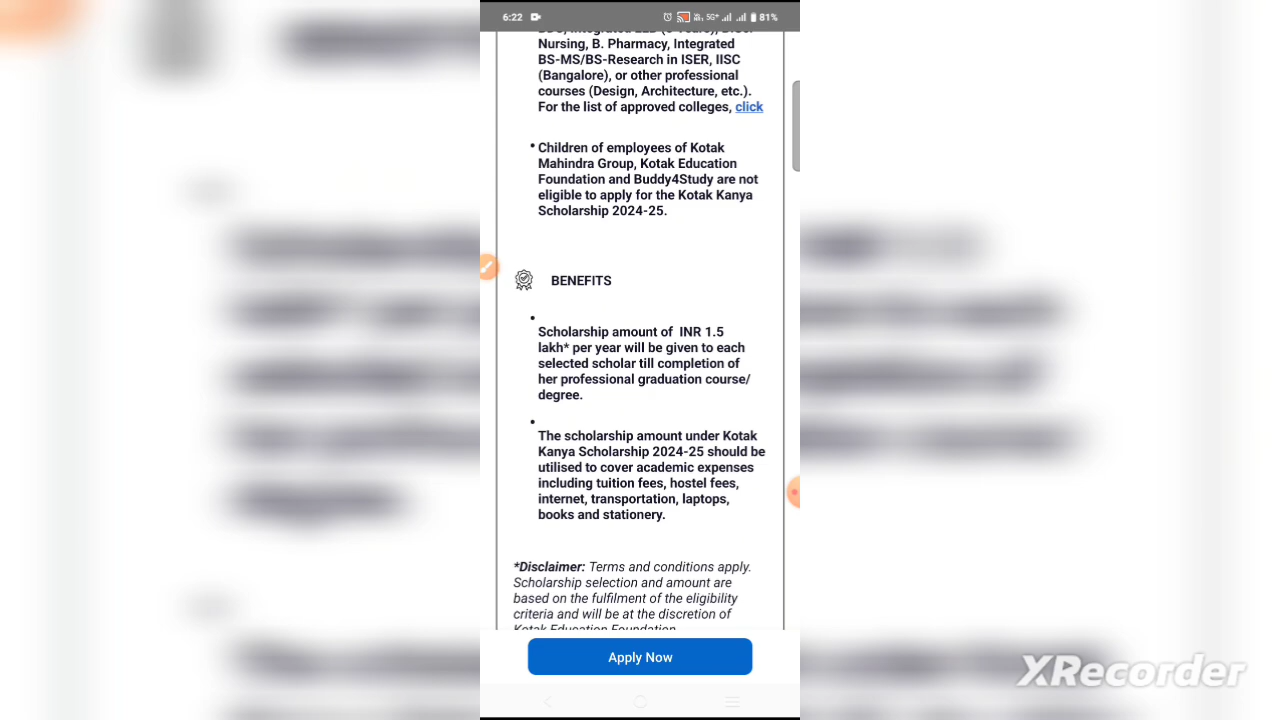 6:22
5G+
81%
Nursing, B. Pharmacy, Integrated
BS-MS/BS-Research in ISER, IISC
(Bangalore), or other professional
courses (Design, Architecture, etc.).
For the list of approved colleges, click
• Children of employees of Kotak
Mahindra Group, Kotak Education
Foundation and Buddy4Study are not
eligible to apply for the Kotak Kanya
Scholarship 2024-25.
BENEFITS
•
Scholarship amount of INR 1.5
lakh* per year will be given to each
selected scholar till completion of
her professional graduation course/
degree.
•
The scholarship amount under Kotak
Kanya Scholarship 2024-25 should be
utilised to cover academic expenses
including tuition fees, hostel fees,
internet, transportation, laptops,
books and stationery.
*Disclaimer: Terms and conditions apply.
Scholarship selection and amount are
based on the fulfilment of the eligibility
criteria and will be at the discretion of
Kotak Education Foundation
Apply Now
XRecorder